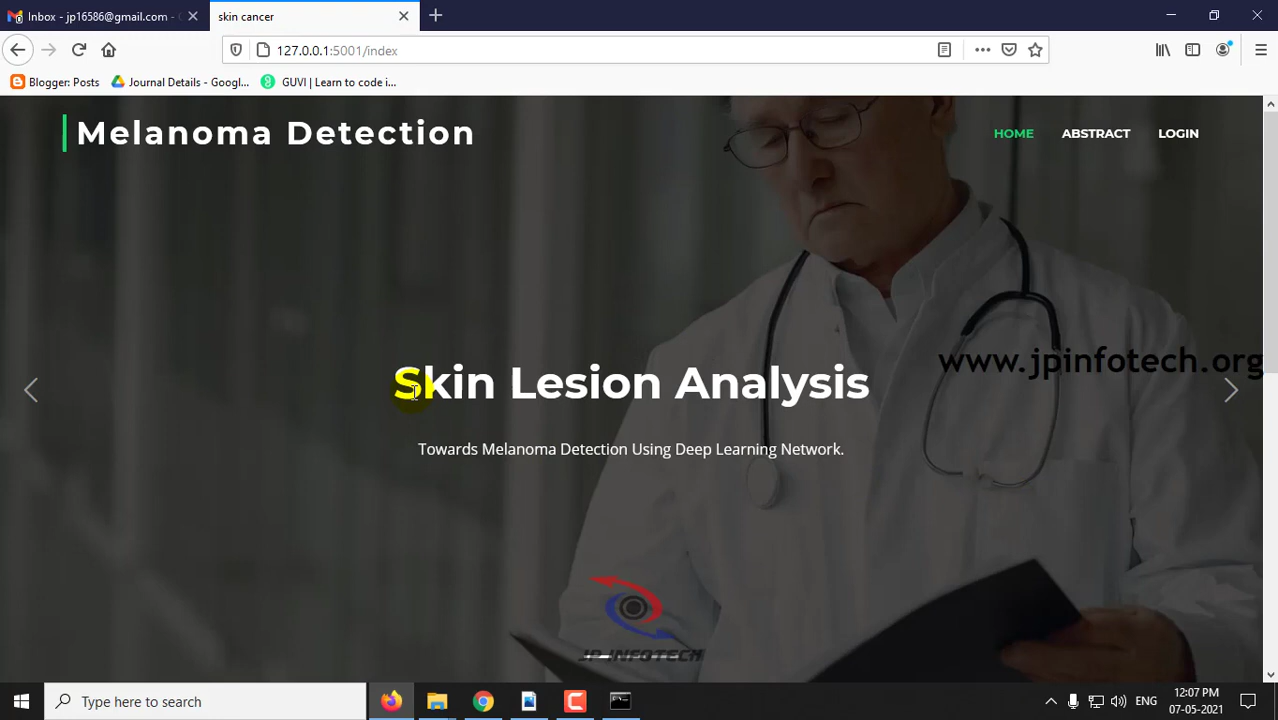 Inbox - jp16586@gmail.com -
skin cancer
127.0.0.1:5001/index
Blogger: Posts
Journal Details - Googl...
GUVI | Learn to code i...
Melanoma Detection
HOME
ABSTRACT
LOGIN
www.jpinfotech.org
Skin Lesion Analysis
Towards Melanoma Detection Using Deep Learning Network.
JP INFOTECH
Type here to search
ENG
12:07 PM
07-05-2021